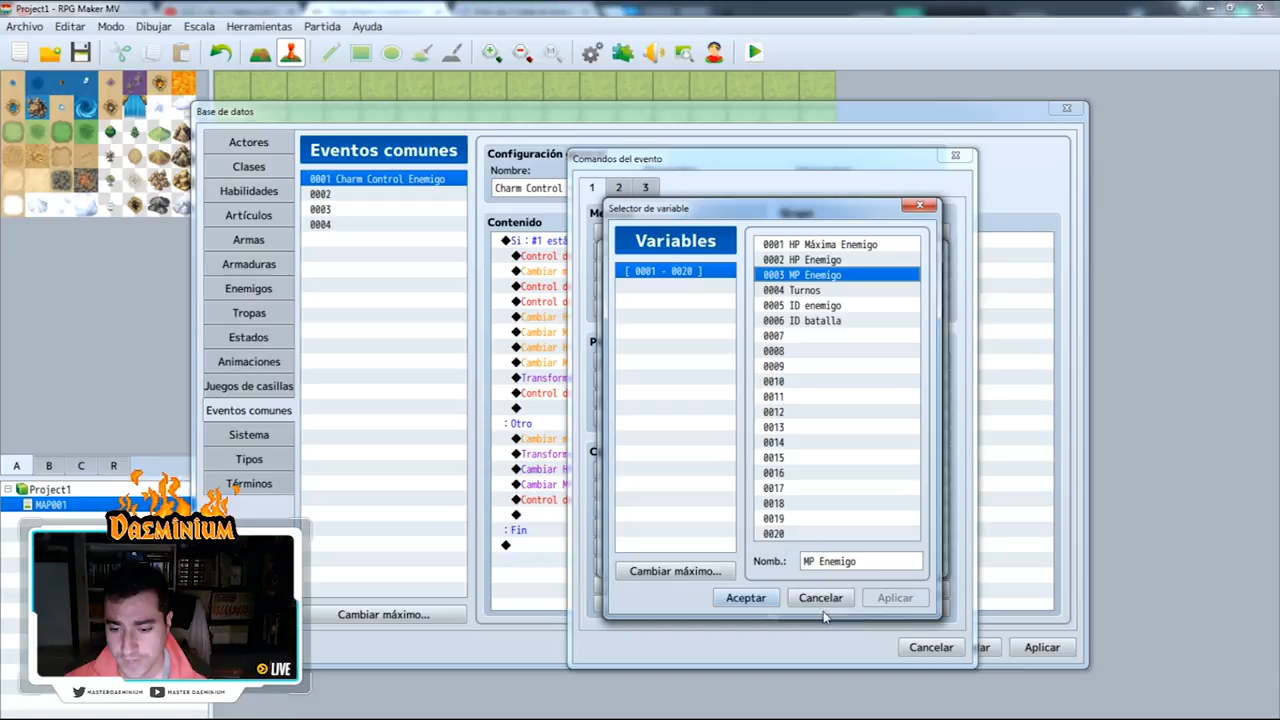 Project1 - RPG Maker MV
Archivo Editar Modo Dibujar Escala Herramientas Partida Ayuda
Base de datos
Actores
Clases
Habilidades
Artículos
Armas
Armaduras
Enemigos
Tropas
Estados
Animaciones
Juegos de casillas
Eventos comunes
Sistema
Tipos
Términos
Eventos comunes
0001 Charm Control Enemigo
0002
0003
0004
Cambiar máximo...
Configuración
Nombre:
Charm Control
Contenido
◆Si：#1 está
◆Control d
◆Cambiar m
◆Control d
◆Control d
◆Cambiar H
◆Cambiar M
◆Cambiar H
◆Cambiar M
◆Transform
◆Control d
◆
：Otro
◆Cambiar m
◆Transform
◆Cambiar H
◆Cambiar M
◆Control d
◆
：Fin
◆
Comandos del evento
1 2 3
Selector de variable
Variables
[ 0001 - 0020 ]
Cambiar máximo...
0001 HP Máxima Enemigo
0002 HP Enemigo
0003 MP Enemigo
0004 Turnos
0005 ID enemigo
0006 ID batalla
0007
0008
0009
0010
0011
0012
0013
0014
0015
0016
0017
0018
0019
0020
Nomb.: MP Enemigo
Aceptar Cancelar Aplicar
Cancelar ar Aplicar
A B C R
Project1
MAP001
DAEMINIUM
LIVE
MASTERDAEMINIUM MASTER DAEMINIUM